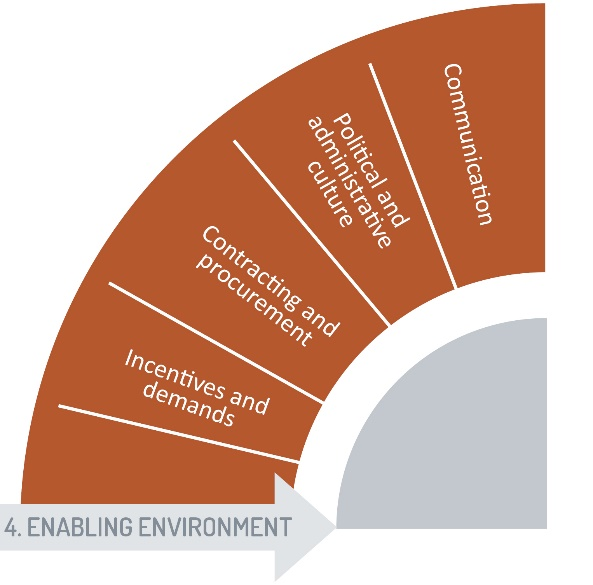 Communication
Political and
administrative
culture
Contracting and
procurement
Incentives and
demands
4. ENABLING ENVIRONMENT